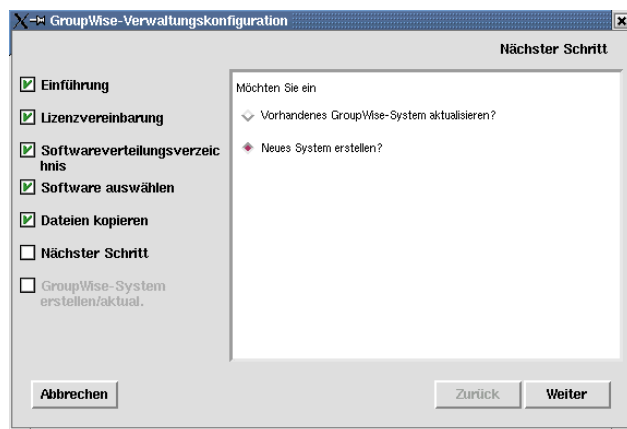 GroupWise-Verwaltungskonfiguration
Nächster Schritt
Einführung
Lizenzvereinbarung
Softwareverteilungsverzeic
hnis
Software auswählen
Dateien kopieren
Nächster Schritt
GroupWise-System
erstellen/aktual.
Möchten Sie ein
Vorhandenes GroupWise-System aktualisieren?
Neues System erstellen?
Abbrechen
Zurück
Weiter